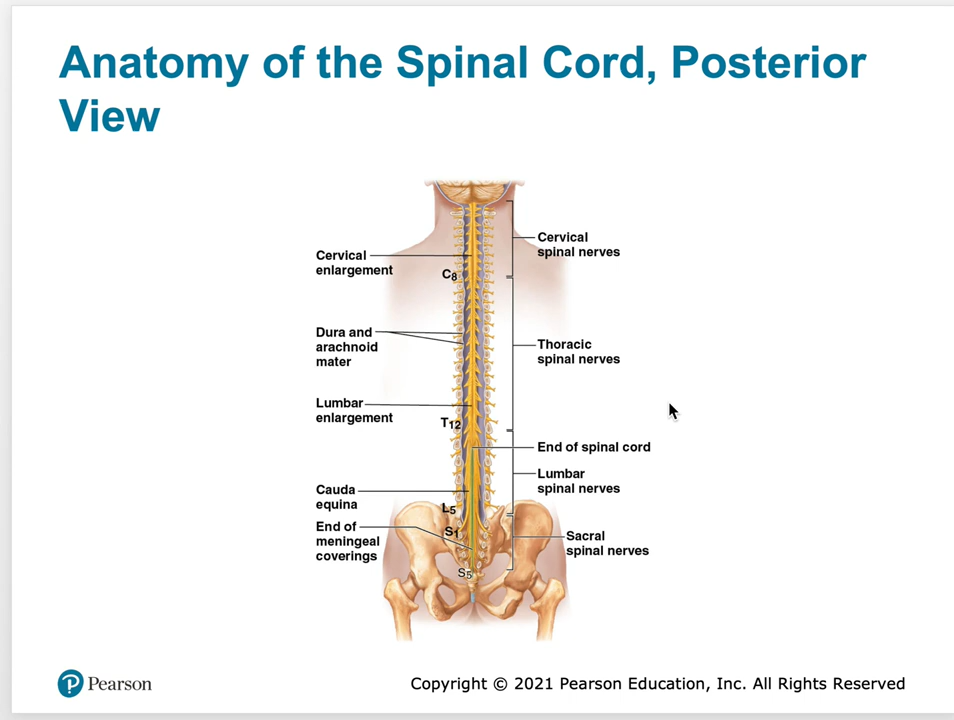 Anatomy of the Spinal Cord, Posterior
View
Cervical
enlargement
C8
Cervical
spinal nerves
Dura and
arachnoid
mater
Thoracic
spinal nerves
Lumbar
enlargement
T12
End of spinal cord
Lumbar
spinal nerves
Cauda
equina
L5
End of
meningeal
coverings
S1
Sacral
spinal nerves
S5
Pearson
Copyright © 2021 Pearson Education, Inc. All Rights Reserved